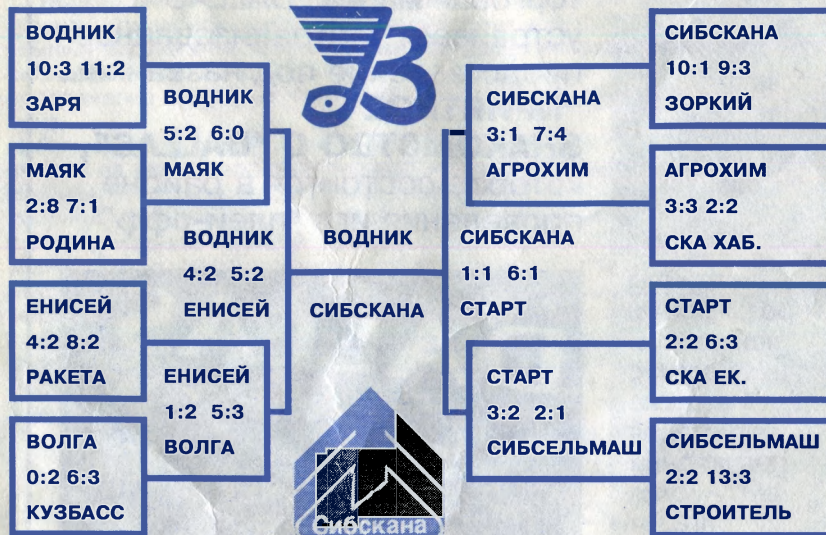 ВОДНИК
10:3 11:2
ЗАРЯ
МАЯК
2:8 7:1
РОДИНА
ЕНИСЕЙ
4:2 8:2
РАКЕТА
ВОЛГА
0:2 6:3
КУЗБАСС
ВОДНИК
5:2 6:0
МАЯК
ЕНИСЕЙ
1:2 5:3
ВОЛГА
ВОДНИК
4:2 5:2
ЕНИСЕЙ
ВОДНИК
СИБСКАНА
СИБСКАНА
1:1 6:1
СТАРТ
СИБСКАНА
3:1 7:4
АГРОХИМ
СТАРТ
3:2 2:1
СИБСЕЛЬМАШ
СИБСКАНА
10:1 9:3
ЗОРКИЙ
АГРОХИМ
3:3 2:2
СКА ХАБ.
СТАРТ
2:2 6:3
СКА ЕК.
СИБСЕЛЬМАШ
2:2 13:3
СТРОИТЕЛЬ
Сибскана